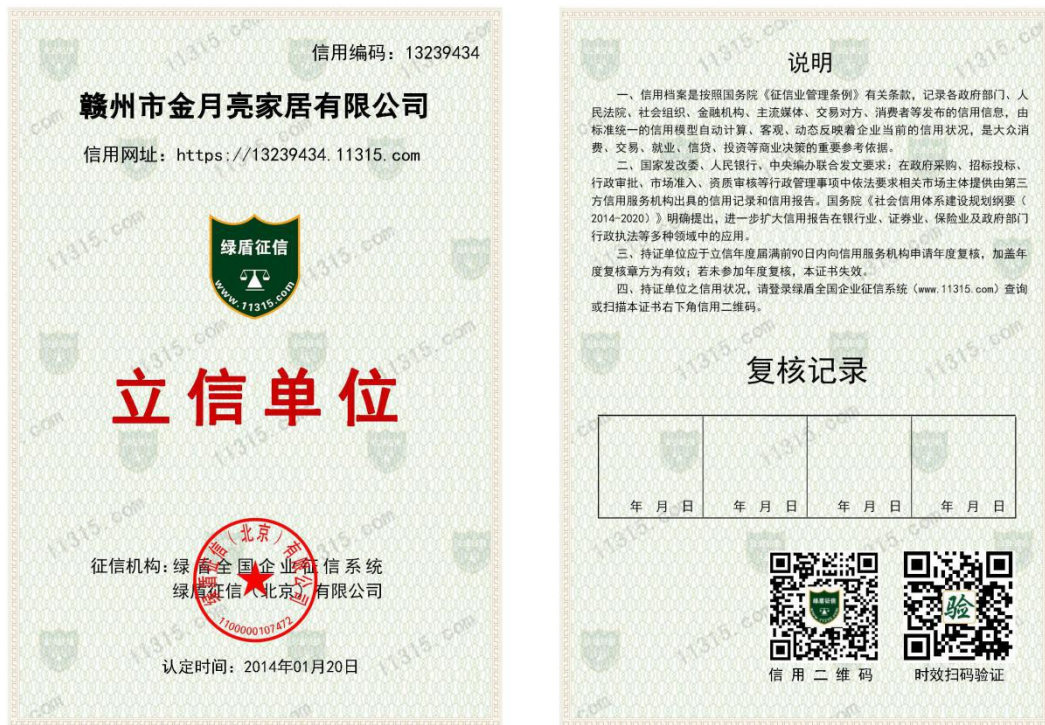 信用编码：13239434
赣州市金月亮家居有限公司
信用网址：https://13239434.11315.com
绿盾征信
www.11315.com
立信单位
征信机构：绿盾全国企业征信系统
绿盾征信（北京）有限公司
绿盾征信（北京）有限公司
1100000107472
认定时间：2014年01月20日
说明
一、信用档案是按照国务院《征信业管理条例》有关条款，记录各政府部门、人
民法院、社会组织、金融机构、主流媒体、交易对方、消费者等发布的信用信息，由
标准统一的信用模型自动计算、客观、动态反映着企业当前的信用状况，是大众消
费、交易、就业、信贷、投资等商业决策的重要参考依据。
二、国家发改委、人民银行、中央编办联合发文要求：在政府采购、招标投标、
行政审批、市场准入、资质审核等行政管理事项中依法要求相关市场主体提供由第三
方信用服务机构出具的信用记录和信用报告。国务院《社会信用体系建设规划纲要（
2014-2020）》明确提出，进一步扩大信用报告在银行业、证券业、保险业及政府部门
行政执法等多种领域中的应用。
三、持证单位应于立信年度届满前90日内向信用服务机构申请年度复核，加盖年
度复核章方为有效；若未参加年度复核，本证书失效。
四、持证单位之信用状况，请登录绿盾全国企业征信系统（www.11315.com）查询
或扫描本证书右下角信用二维码。
复核记录
年 月 日 年 月 日 年 月 日 年 月 日
绿盾征信
验
信用二维码 时效扫码验证